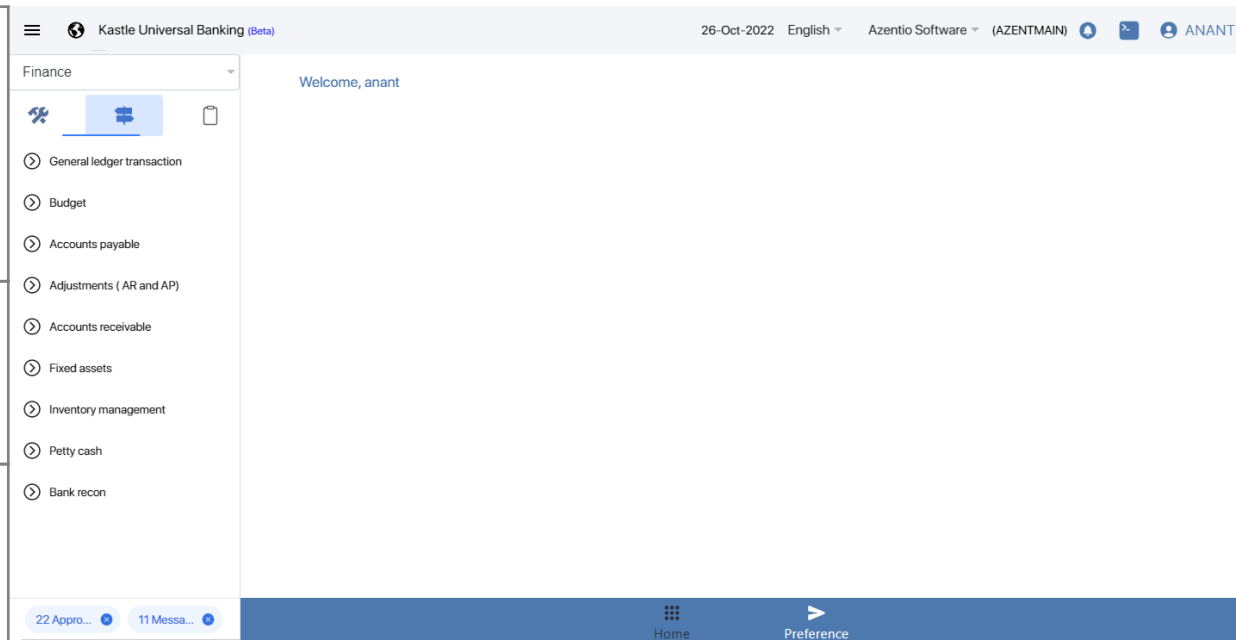 Kastle Universal Banking (Beta) 26-Oct-2022 English Azentio Software (AZENTMAIN) ANANT
Finance
Welcome, anant
General ledger transaction
Budget
Accounts payable
Adjustments ( AR and AP)
Accounts receivable
Fixed assets
Inventory management
Petty cash
Bank recon
22 Appro... 11 Messa...
Home Preference